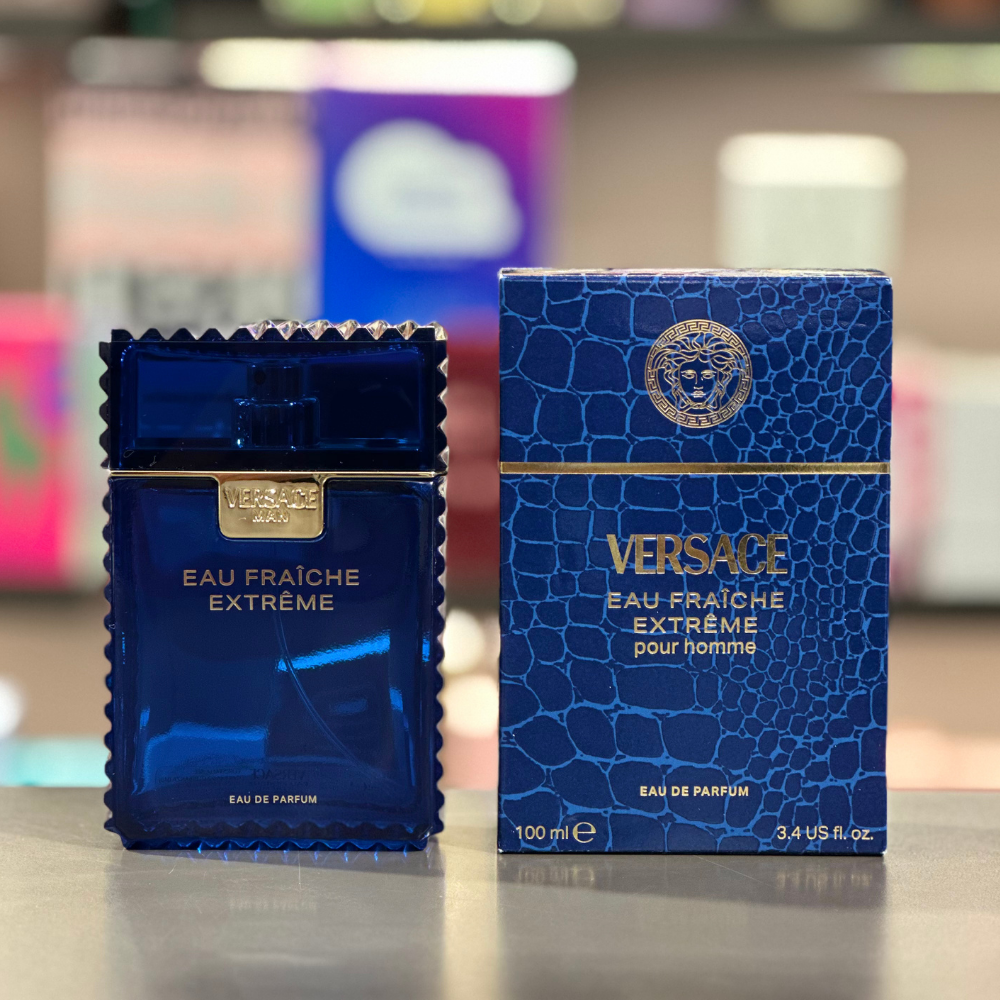 VERSACE
MAN
EAU FRAÎCHE
EXTRÊME
EAU DE PARFUM
VERSACE
EAU FRAÎCHE
EXTRÊME
pour homme
EAU DE PARFUM
100 ml ℮
3.4 US fl. oz.